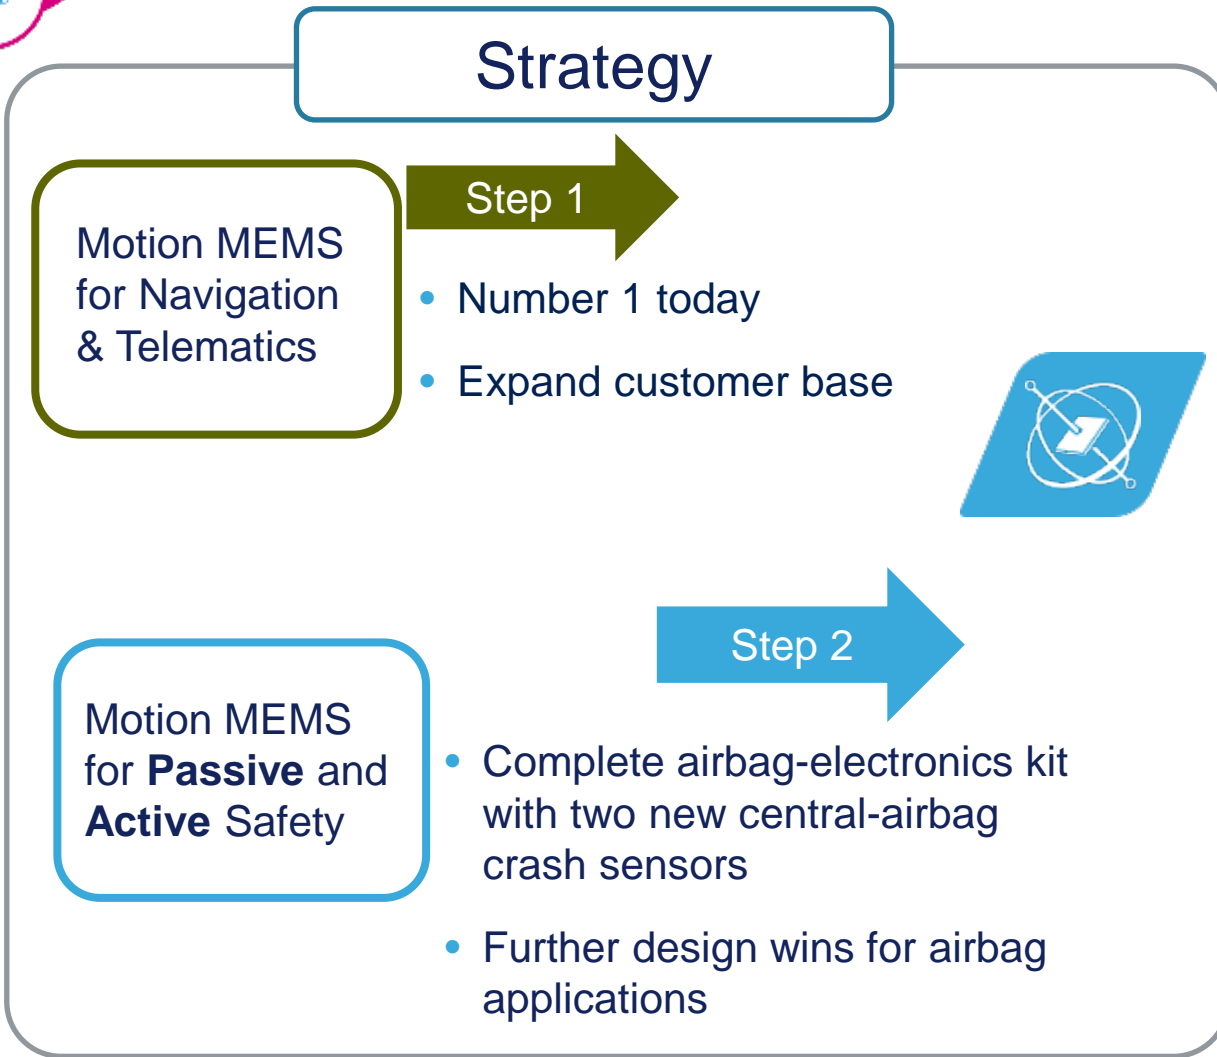 Strategy
Step 1
Motion MEMS
for Navigation
& Telematics
• Number 1 today
• Expand customer base
Step 2
Motion MEMS
for Passive and
Active Safety
• Complete airbag-electronics kit
with two new central-airbag
crash sensors
• Further design wins for airbag
applications